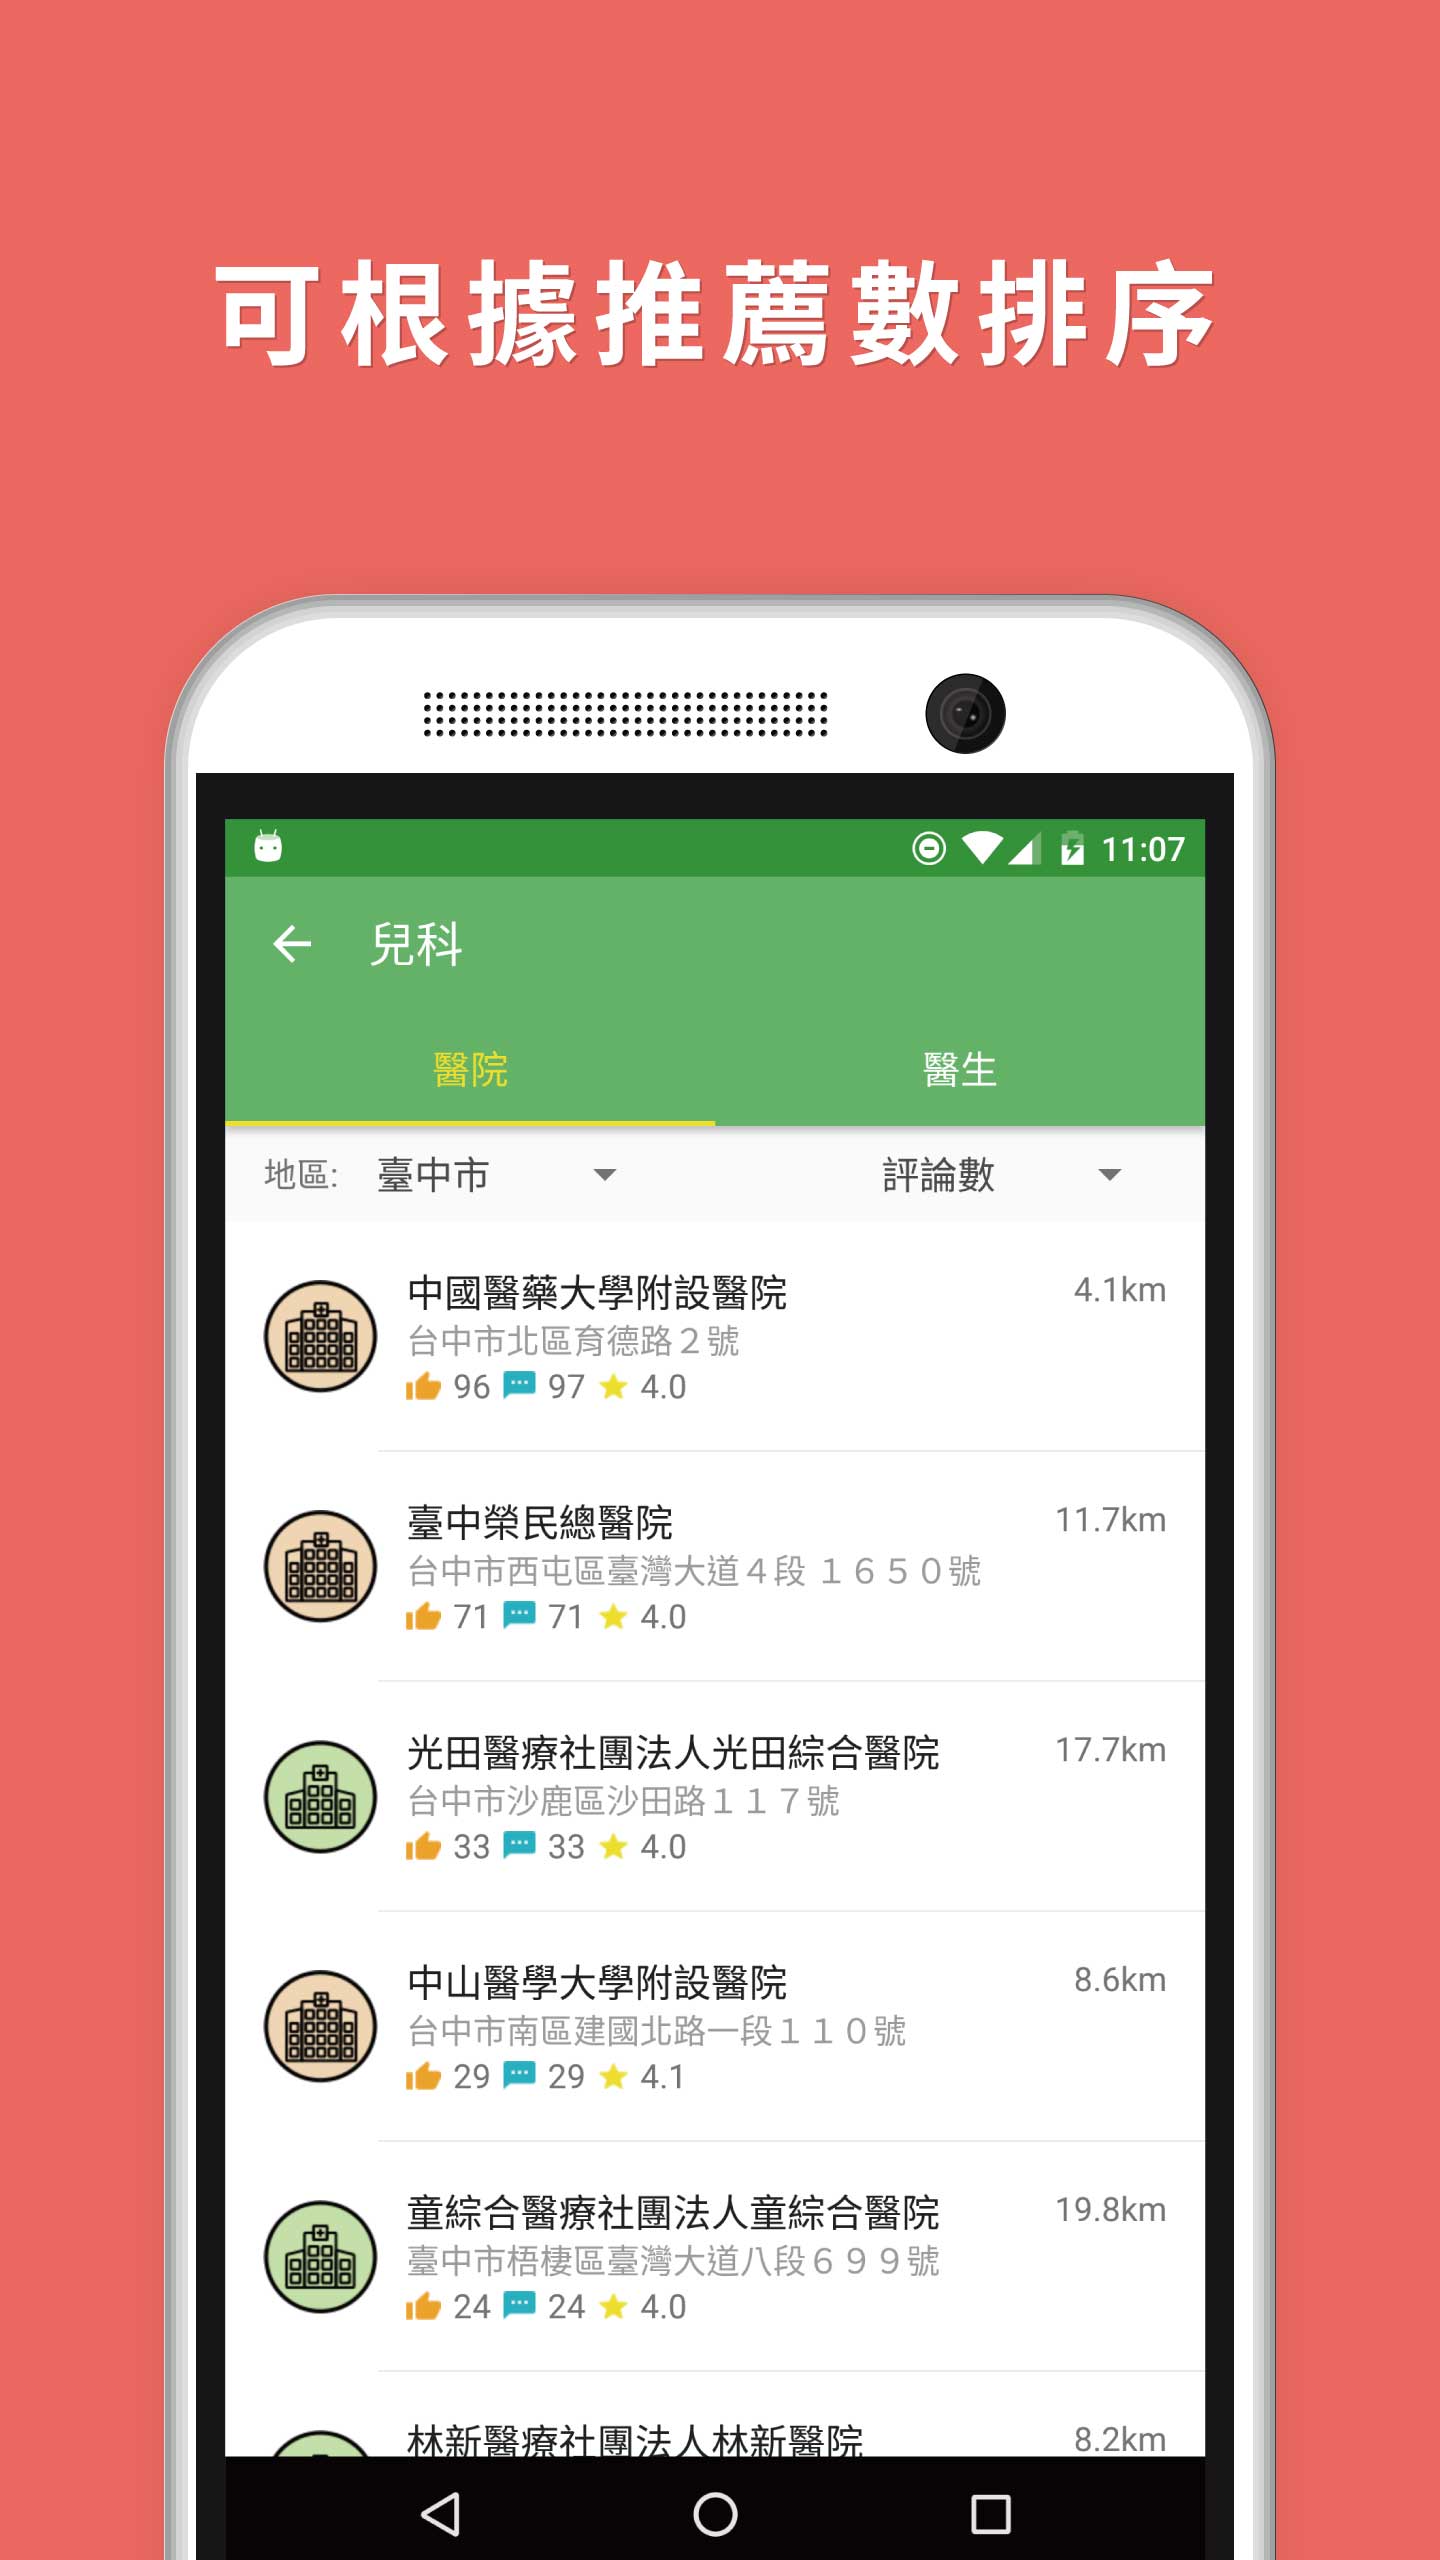 可根據推薦數排序
11:07
兒科
醫院 醫生
地區: 臺中市 評論數
中國醫藥大學附設醫院 4.1km
台中市北區育德路２號
96 97 4.0
臺中榮民總醫院 11.7km
台中市西屯區臺灣大道４段 １６５０號
71 71 4.0
光田醫療社團法人光田綜合醫院 17.7km
台中市沙鹿區沙田路１１７號
33 33 4.0
中山醫學大學附設醫院 8.6km
台中市南區建國北路一段１１０號
29 29 4.1
童綜合醫療社團法人童綜合醫院 19.8km
臺中市梧棲區臺灣大道八段６９９號
24 24 4.0
林新醫療社團法人林新醫院 8.2km